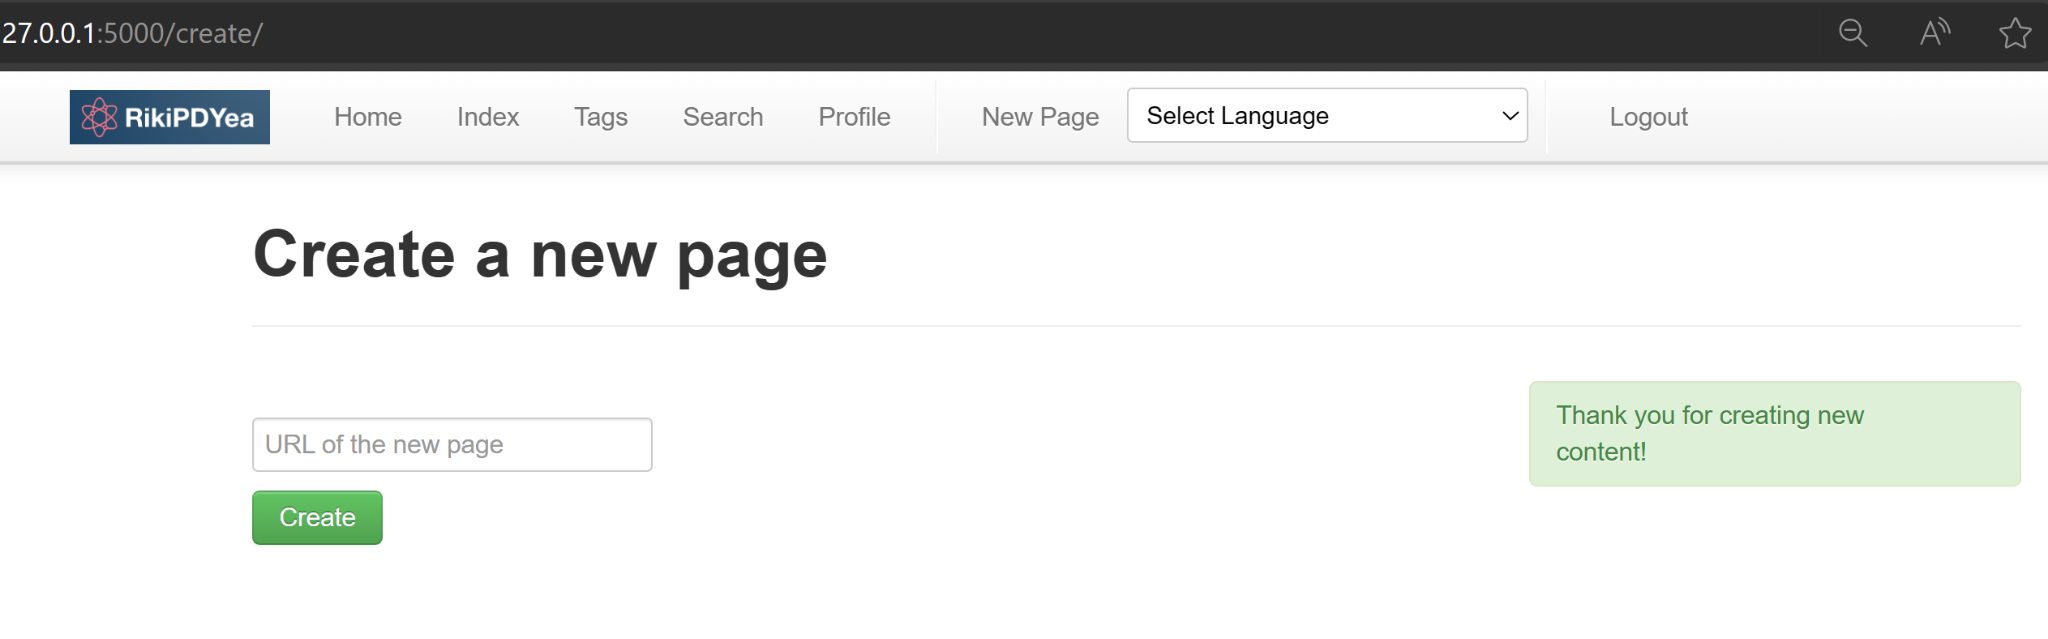 27.0.0.1:5000/create/
RikiPDYea Home Index Tags Search Profile New Page Select Language Logout
Create a new page
URL of the new page
Create
Thank you for creating new
content!